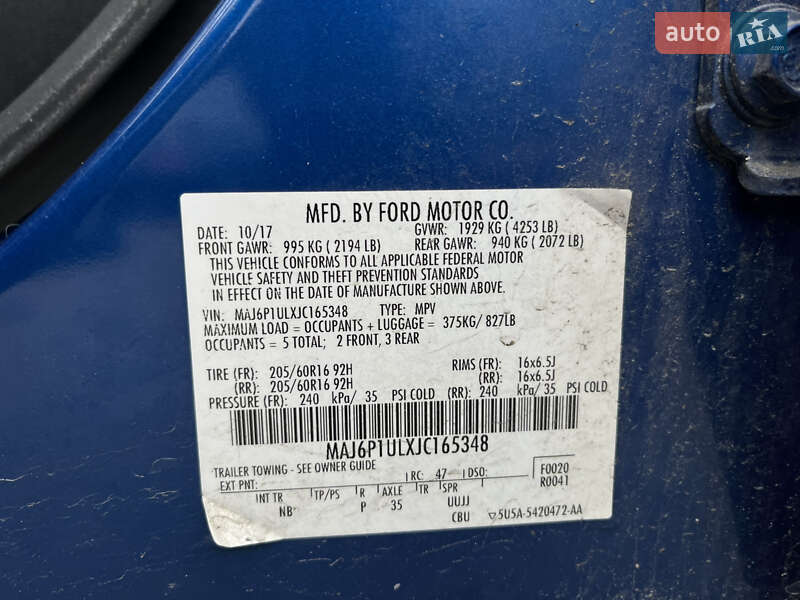 auto RIA
MFD. BY FORD MOTOR CO.
DATE: 10/17 GVWR: 1929 KG ( 4253 LB)
FRONT GAWR: 995 KG ( 2194 LB) REAR GAWR: 940 KG ( 2072 LB)
THIS VEHICLE CONFORMS TO ALL APPLICABLE FEDERAL MOTOR
VEHICLE SAFETY AND THEFT PREVENTION STANDARDS
IN EFFECT ON THE DATE OF MANUFACTURE SHOWN ABOVE.
VIN: MAJ6P1ULXJC165348 TYPE: MPV
MAXIMUM LOAD = OCCUPANTS + LUGGAGE = 375KG/ 827LB
OCCUPANTS = 5 TOTAL; 2 FRONT, 3 REAR
TIRE (FR): 205/60R16 92H RIMS (FR): 16x6.5J
(RR): 205/60R16 92H (RR): 16x6.5J
PRESSURE (FR): 240 kPa/ 35 PSI COLD (RR): 240 kPa/ 35 PSI COLD
MAJ6P1ULXJC165348
TRAILER TOWING - SEE OWNER GUIDE
EXT PNT: RC: 47 DSO: F0020
R0041
INT TR TP/PS R AXLE TR SPR
NB P 35 UUJJ
CBU ▽5U5A-5420472-AA